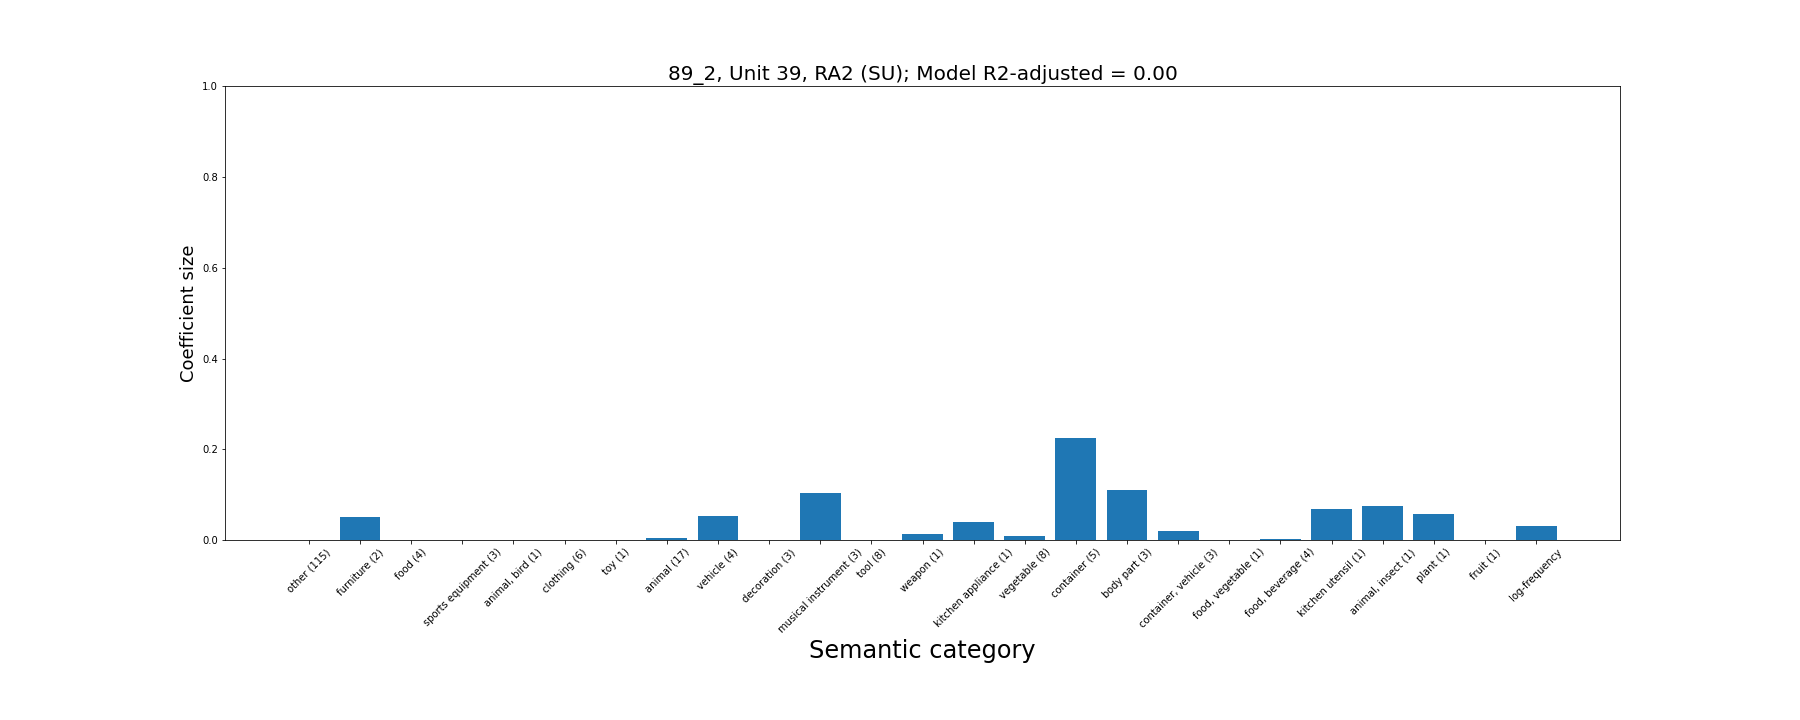 89_2, Unit 39, RA2 (SU); Model R2-adjusted = 0.00
Coefficient size
1.0
0.8
0.6
0.4
0.2
0.0
other (115)
furniture (2)
food (4)
sports equipment (3)
animal, bird (1)
clothing (6)
toy (1)
animal (17)
vehicle (4)
decoration (3)
musical instrument (3)
tool (8)
weapon (1)
kitchen appliance (1)
vegetable (8)
container (5)
body part (3)
container, vehicle (3)
food, vegetable (1)
food, beverage (4)
kitchen utensil (1)
animal, insect (1)
plant (1)
fruit (1)
log-frequency
Semantic category